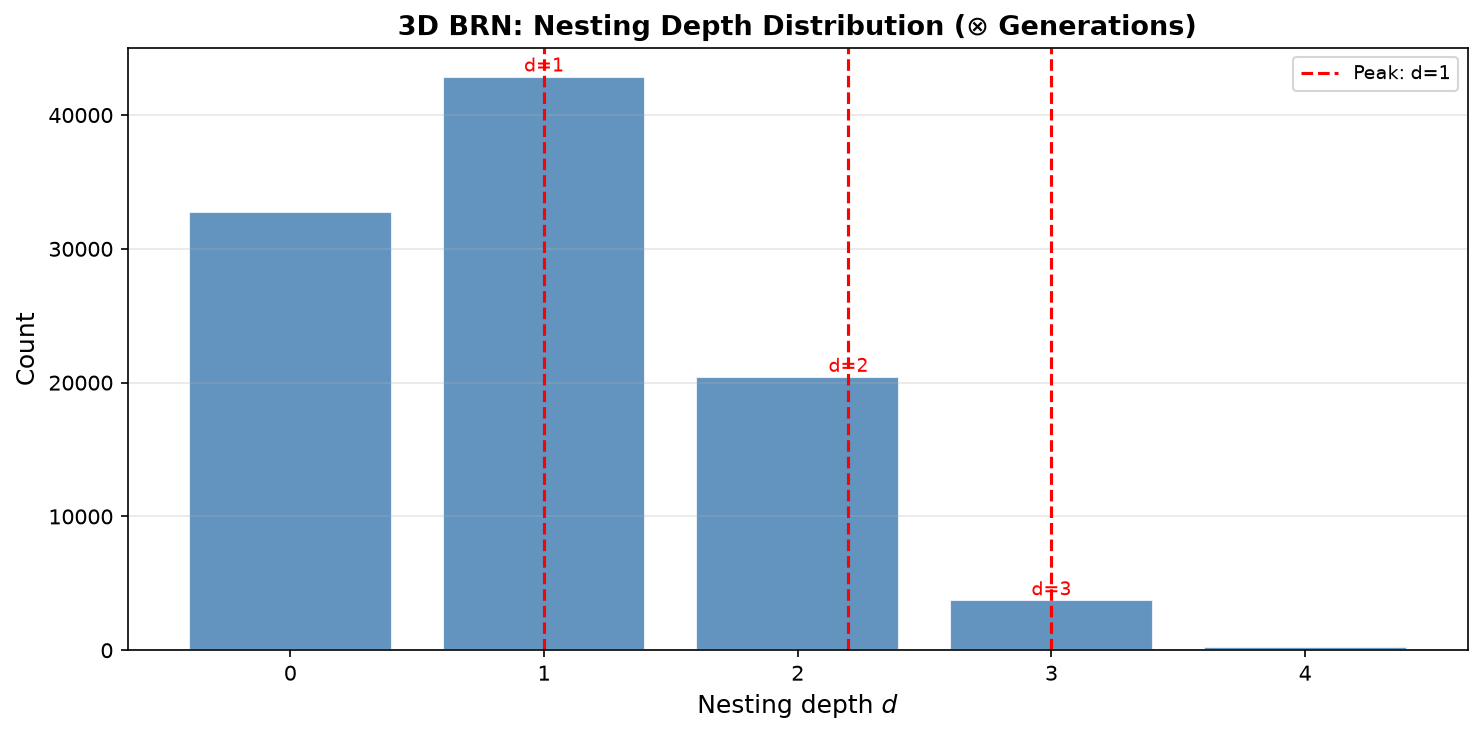 3D BRN: Nesting Depth Distribution (⊗ Generations)
Peak: d=1
d=1
d=2
d=3
40000
30000
20000
10000
0
Count
0 1 2 3 4
Nesting depth d